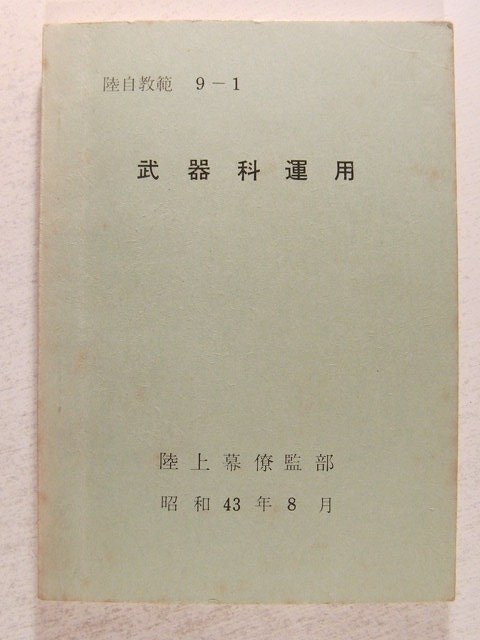 陸自教範 9－1
武器科運用
陸上幕僚監部
昭和43年8月